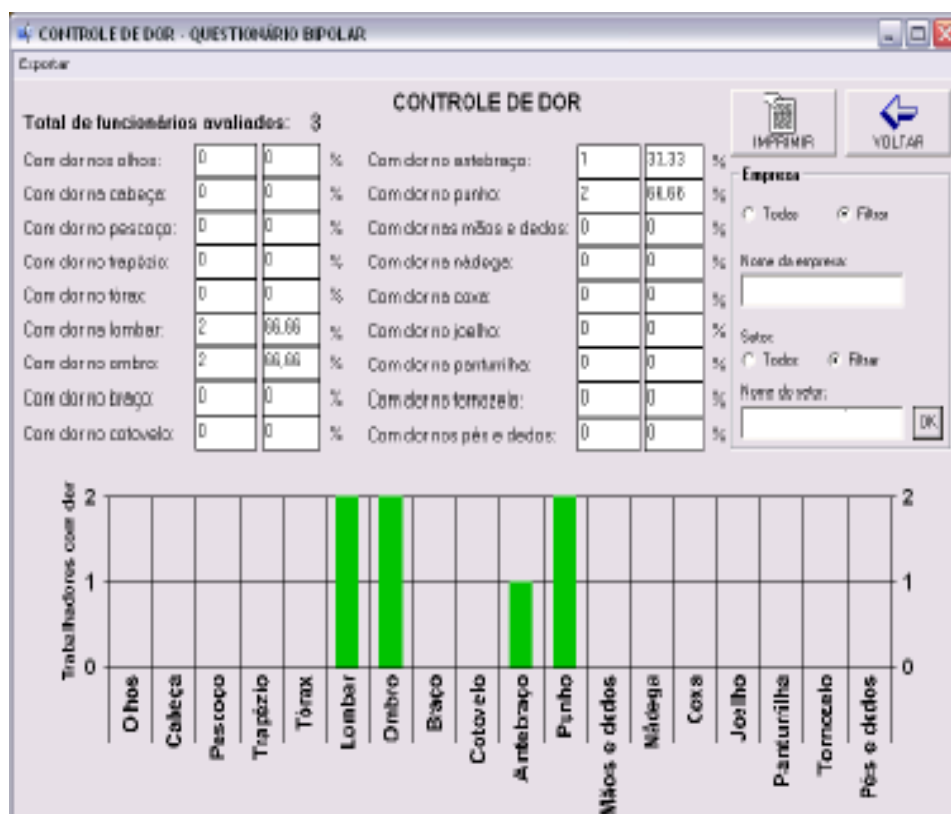 CONTROLE DE DOR - QUESTIONÁRIO BIPOLAR
Exportar
CONTROLE DE DOR
Total de funcionários avaliados: 3
IMPRIMIR
VOLTAR
Com dor nos olhos: 0 0 %
Com dor na cabeça: 0 0 %
Com dor no pescoço: 0 0 %
Com dor no trapézio: 0 0 %
Com dor no tórax: 0 0 %
Com dor na lombar: 2 66,66 %
Com dor no ombro: 2 66,66 %
Com dor no braço: 0 0 %
Com dor no cotovelo: 0 0 %
Com dor no antebraço: 1 33,33 %
Com dor no punho: 2 66,66 %
Com dor nas mãos e dedos: 0 0 %
Com dor na nádega: 0 0 %
Com dor na coxa: 0 0 %
Com dor no joelho: 0 0 %
Com dor na panturrilha: 0 0 %
Com dor no tornozelo: 0 0 %
Com dor nos pés e dedos: 0 0 %
Empresa
Todos Filtrar
Nome da empresa:
Setor:
Todos Filtrar
Nome do setor:
OK
Trabalhadores com dor
2 2
1 1
0 0
Olhos
Cabeça
Pescoço
Trapézio
Tórax
Lombar
Ombro
Braço
Cotovelo
Antebraço
Punho
Mãos e dedos
Nádega
Coxa
Joelho
Panturrilha
Tornozelo
Pés e dedos